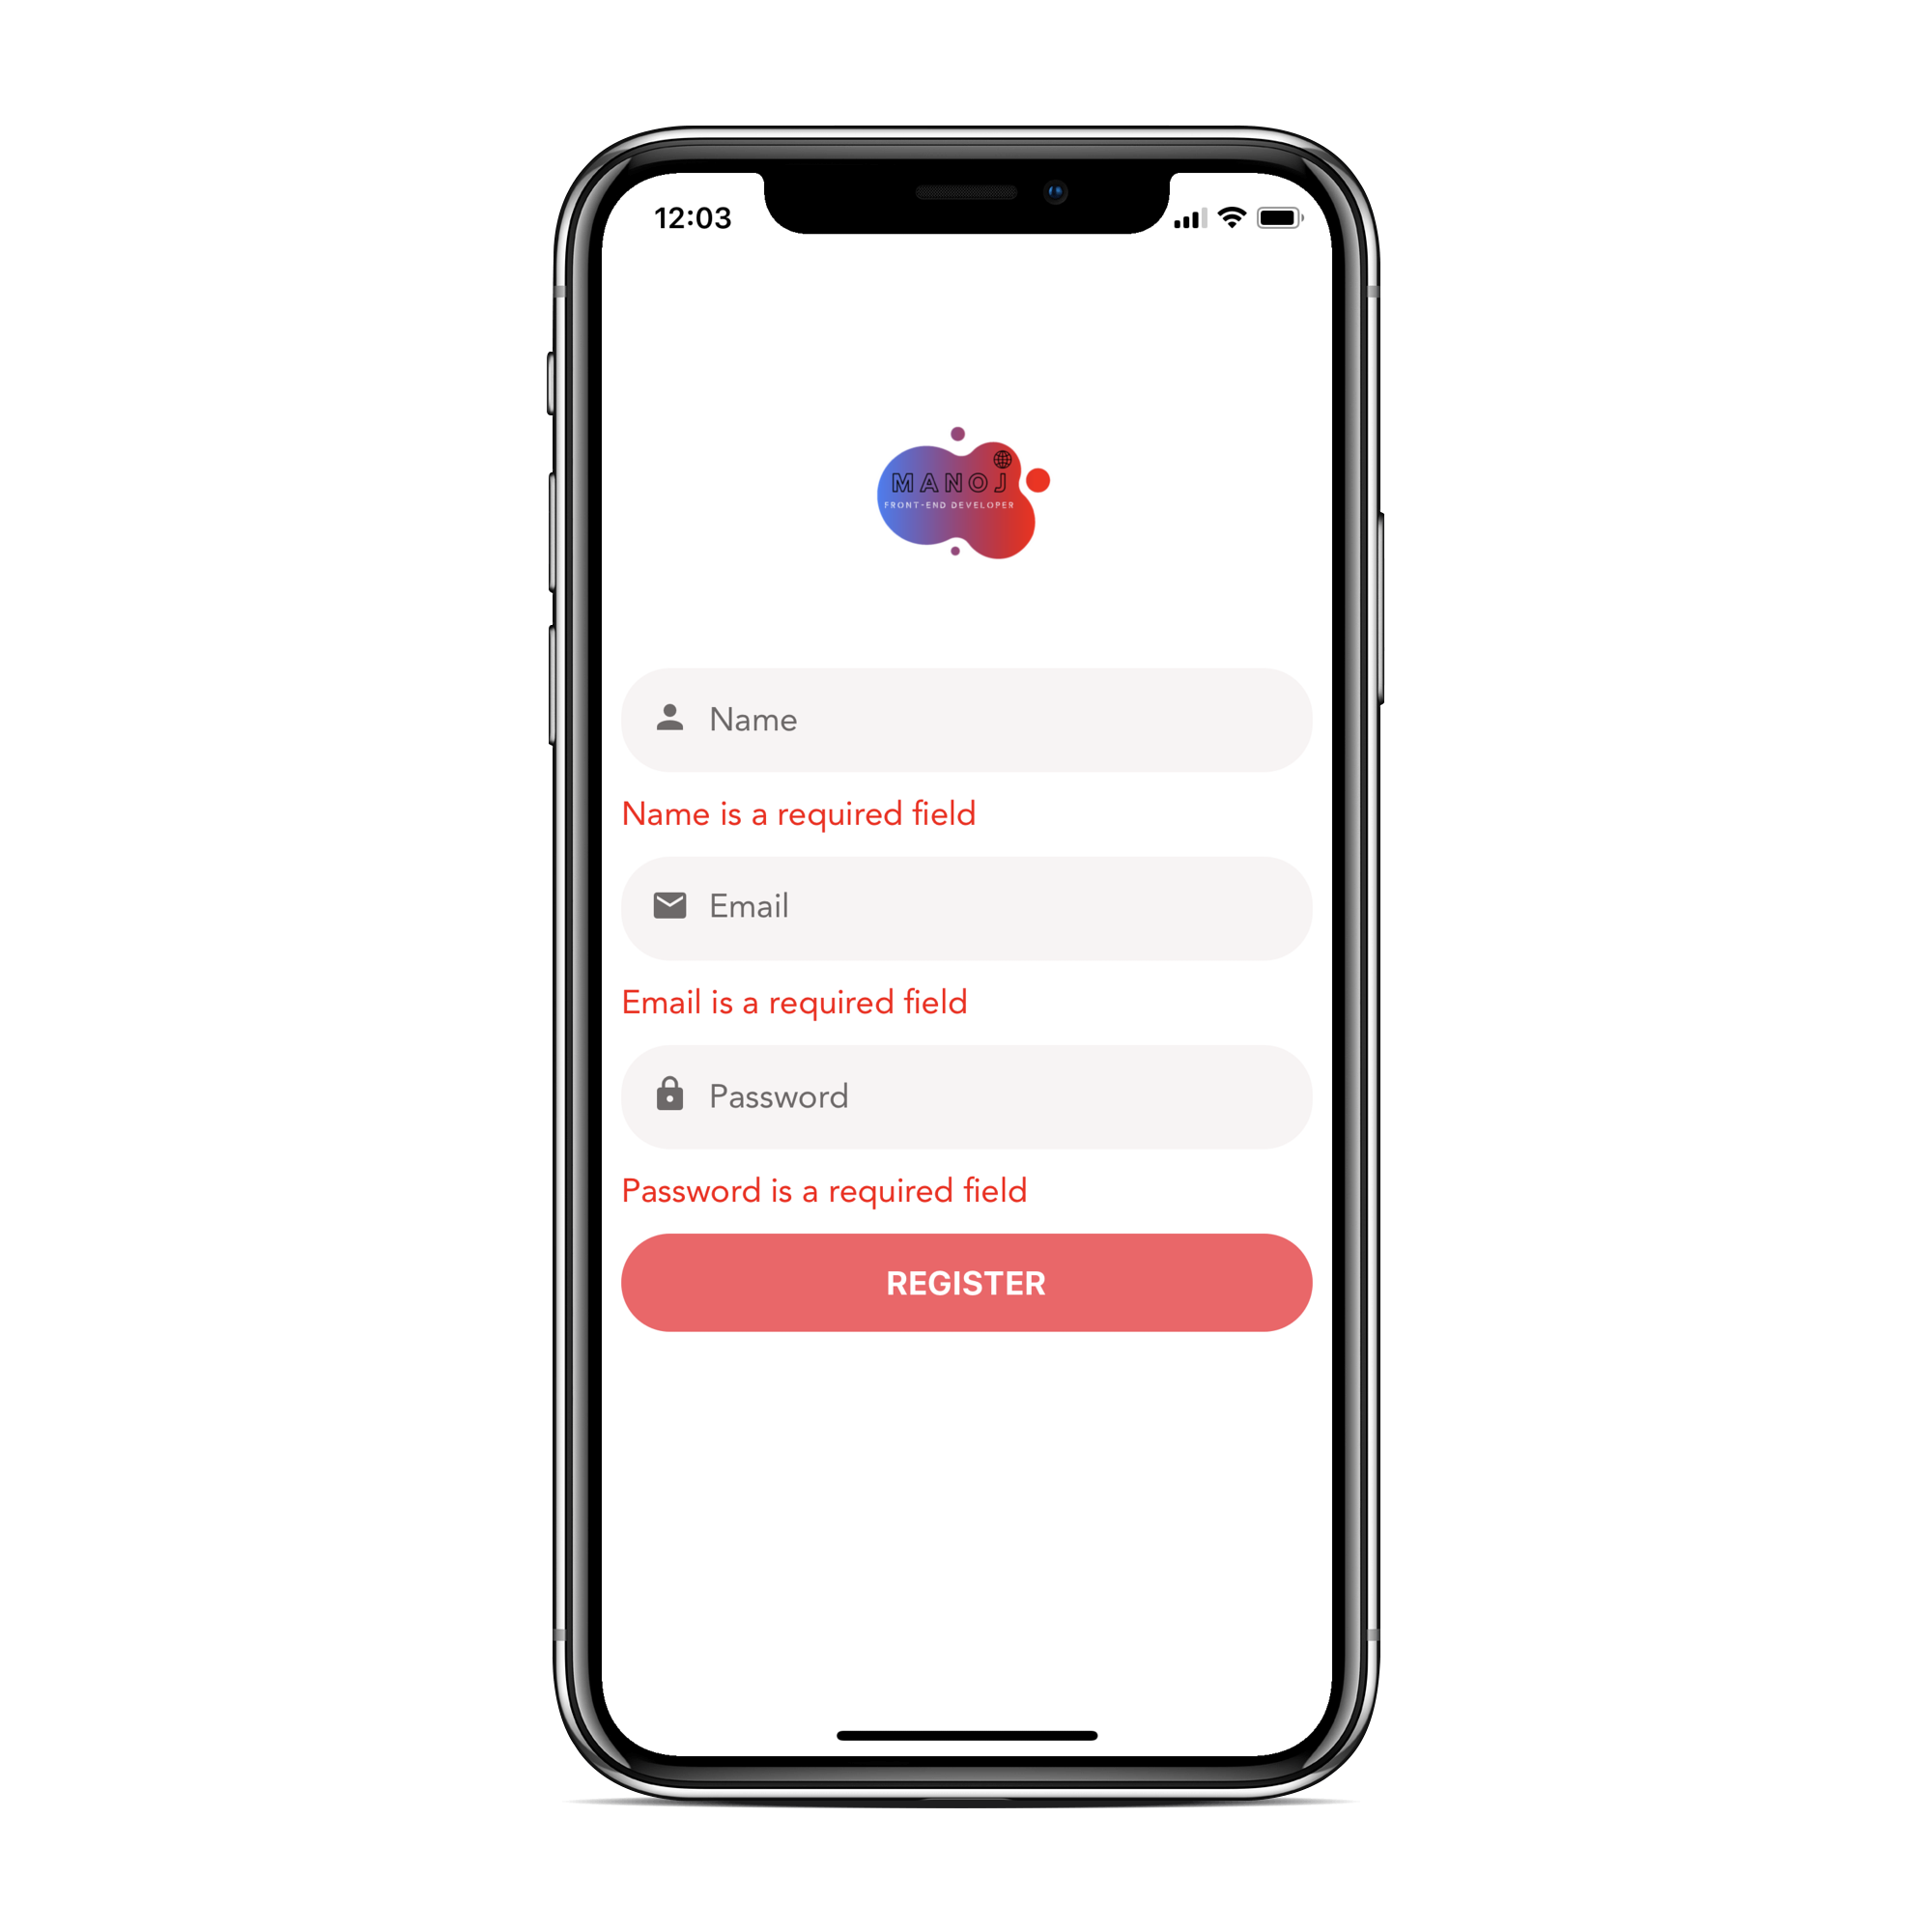 12:03
MANOJ
FRONT-END DEVELOPER
Name
Name is a required field
Email
Email is a required field
Password
Password is a required field
REGISTER